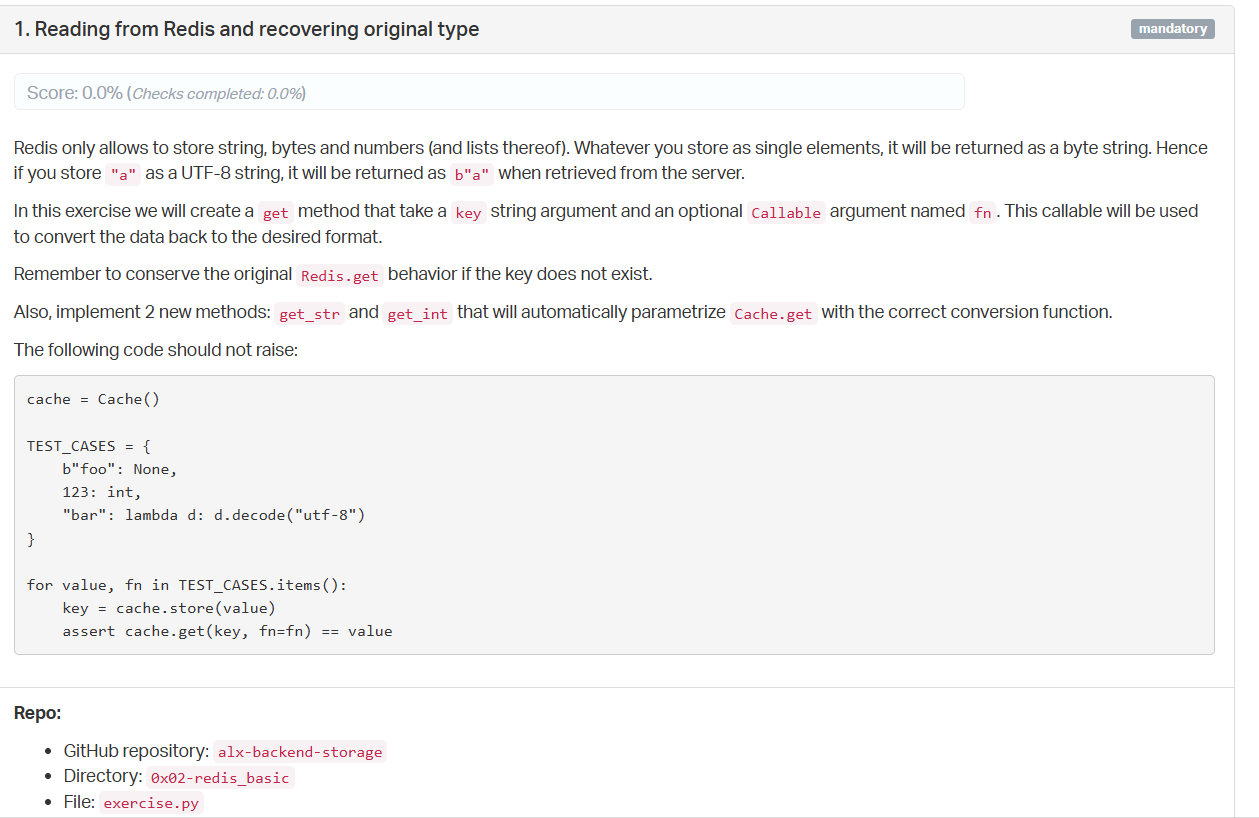 1. Reading from Redis and recovering original type
mandatory
Score: 0.0% (Checks completed: 0.0%)
Redis only allows to store string, bytes and numbers (and lists thereof). Whatever you store as single elements, it will be returned as a byte string. Hence
if you store "a" as a UTF-8 string, it will be returned as b"a" when retrieved from the server.
In this exercise we will create a get method that take a key string argument and an optional Callable argument named fn. This callable will be used
to convert the data back to the desired format.
Remember to conserve the original Redis.get behavior if the key does not exist.
Also, implement 2 new methods: get_str and get_int that will automatically parametrize Cache.get with the correct conversion function.
The following code should not raise:
cache = Cache()
TEST_CASES = {
    b"foo": None,
    123: int,
    "bar": lambda d: d.decode("utf-8")
}
for value, fn in TEST_CASES.items():
    key = cache.store(value)
    assert cache.get(key, fn=fn) == value
Repo:
• GitHub repository: alx-backend-storage
• Directory: 0x02-redis_basic
• File: exercise.py